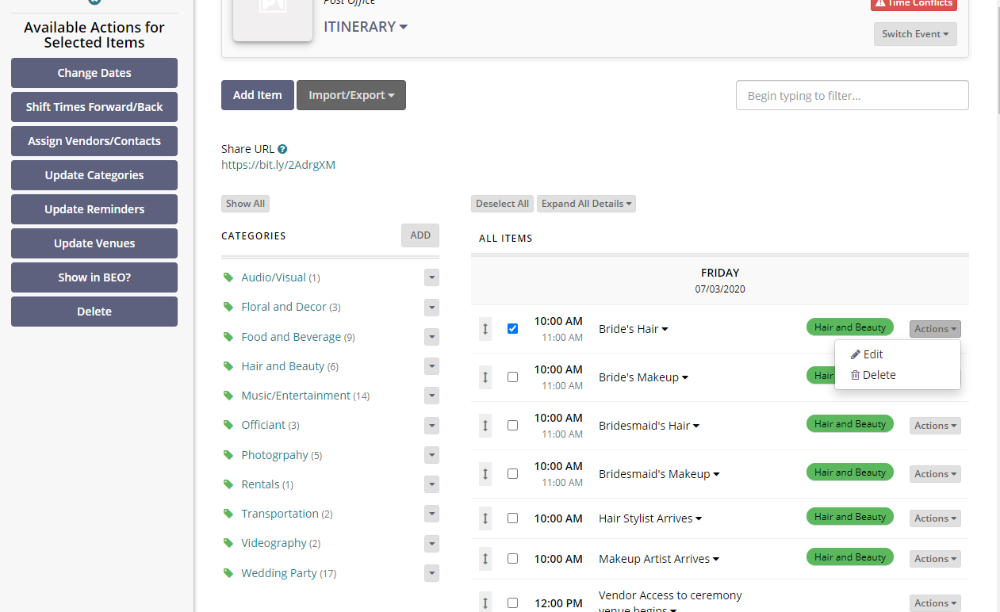 Available Actions for
Selected Items
Change Dates
Shift Times Forward/Back
Assign Vendors/Contacts
Update Categories
Update Reminders
Update Venues
Show in BEO?
Delete
Post Office
ITINERARY
Time Conflicts
Switch Event
Add Item
Import/Export
Begin typing to filter...
Share URL
https://bit.ly/2AdrgXM
Show All
CATEGORIES
ADD
Audio/Visual (1)
Floral and Decor (3)
Food and Beverage (9)
Hair and Beauty (6)
Music/Entertainment (14)
Officiant (3)
Photogrpahy (5)
Rentals (1)
Transportation (2)
Videography (2)
Wedding Party (17)
Deselect All
Expand All Details
ALL ITEMS
FRIDAY
07/03/2020
10:00 AM
11:00 AM
Bride's Hair
Hair and Beauty
Actions
Edit
Delete
10:00 AM
11:00 AM
Bride's Makeup
Hair
10:00 AM
11:00 AM
Bridesmaid's Hair
Hair and Beauty
Actions
10:00 AM
11:00 AM
Bridesmaid's Makeup
Hair and Beauty
Actions
10:00 AM
Hair Stylist Arrives
Hair and Beauty
Actions
10:00 AM
Makeup Artist Arrives
Hair and Beauty
Actions
12:00 PM
Vendor Access to ceremony
venue begins
Actions